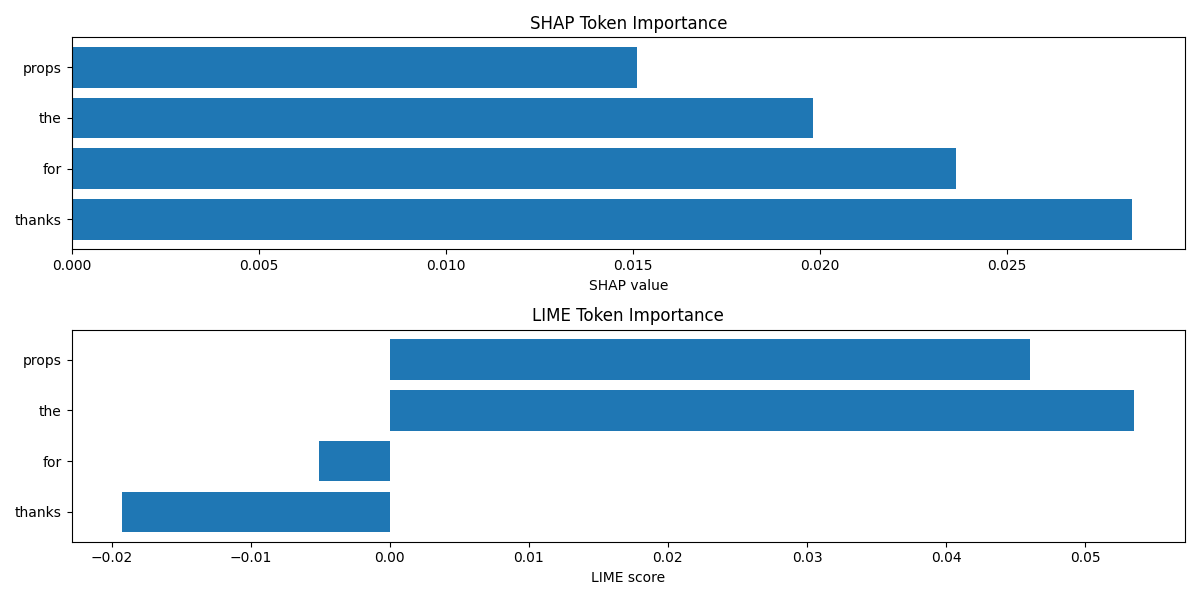 SHAP Token Importance
props
the
for
thanks
0.000 0.005 0.010 0.015 0.020 0.025
SHAP value
LIME Token Importance
props
the
for
thanks
−0.02 −0.01 0.00 0.01 0.02 0.03 0.04 0.05
LIME score